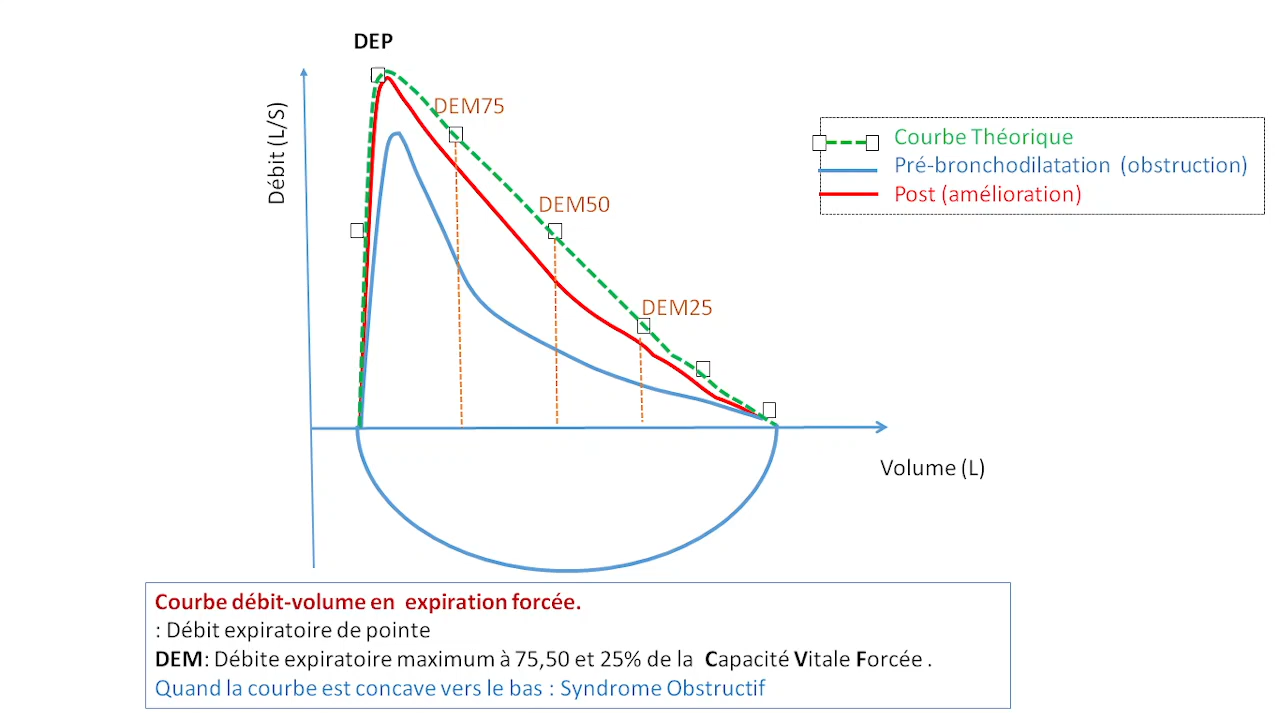 DEP
Débit (L/S)
DEM75
DEM50
DEM25
Courbe Théorique
Pré-bronchodilatation (obstruction)
Post (amélioration)
Volume (L)
Courbe débit-volume en expiration forcée.
: Débit expiratoire de pointe
DEM: Débite expiratoire maximum à 75,50 et 25% de la Capacité Vitale Forcée .
Quand la courbe est concave vers le bas : Syndrome Obstructif